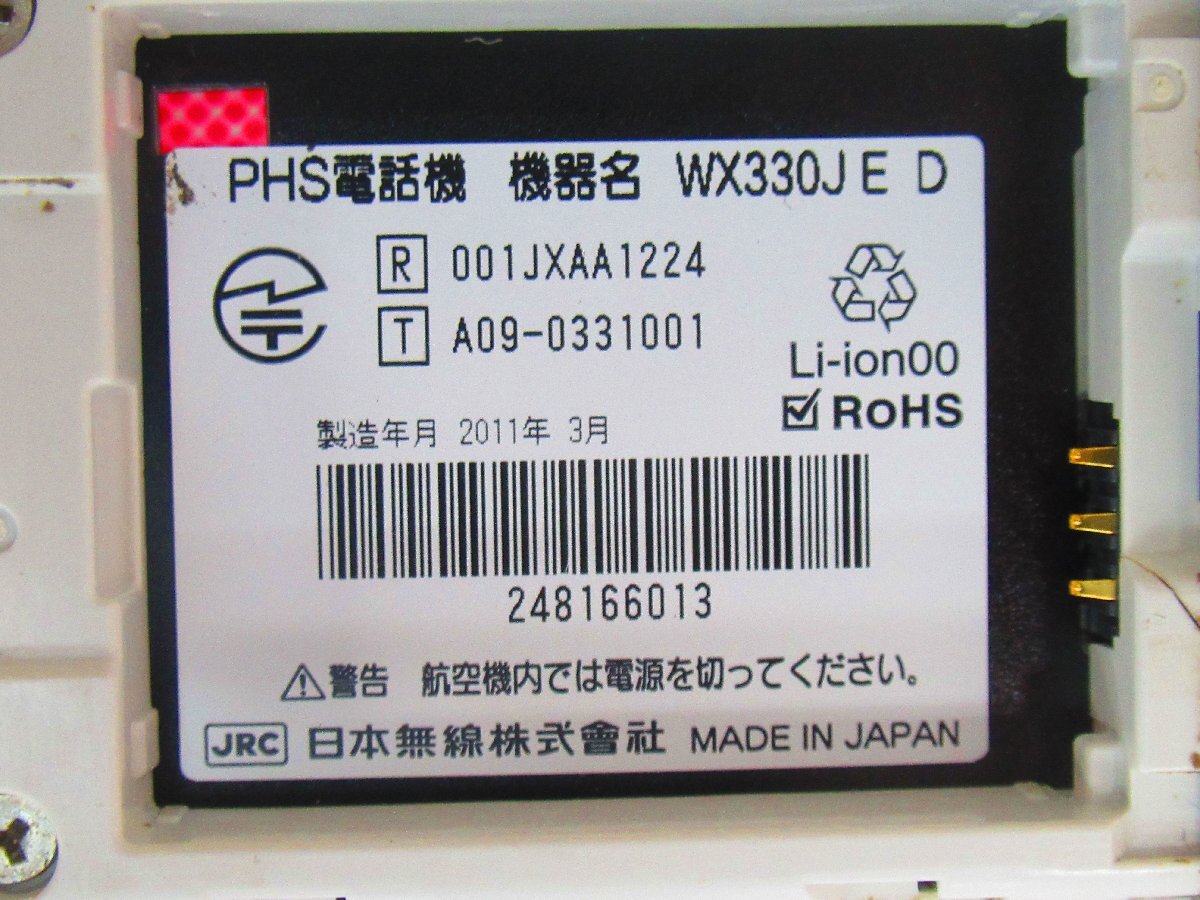 PHS電話機 機器名 WX330J E D
R 001JXAA1224
T A09-0331001
Li-ion00
RoHS
製造年月 2011年 3月
248166013
警告 航空機内では電源を切ってください。
JRC 日本無線株式會社 MADE IN JAPAN